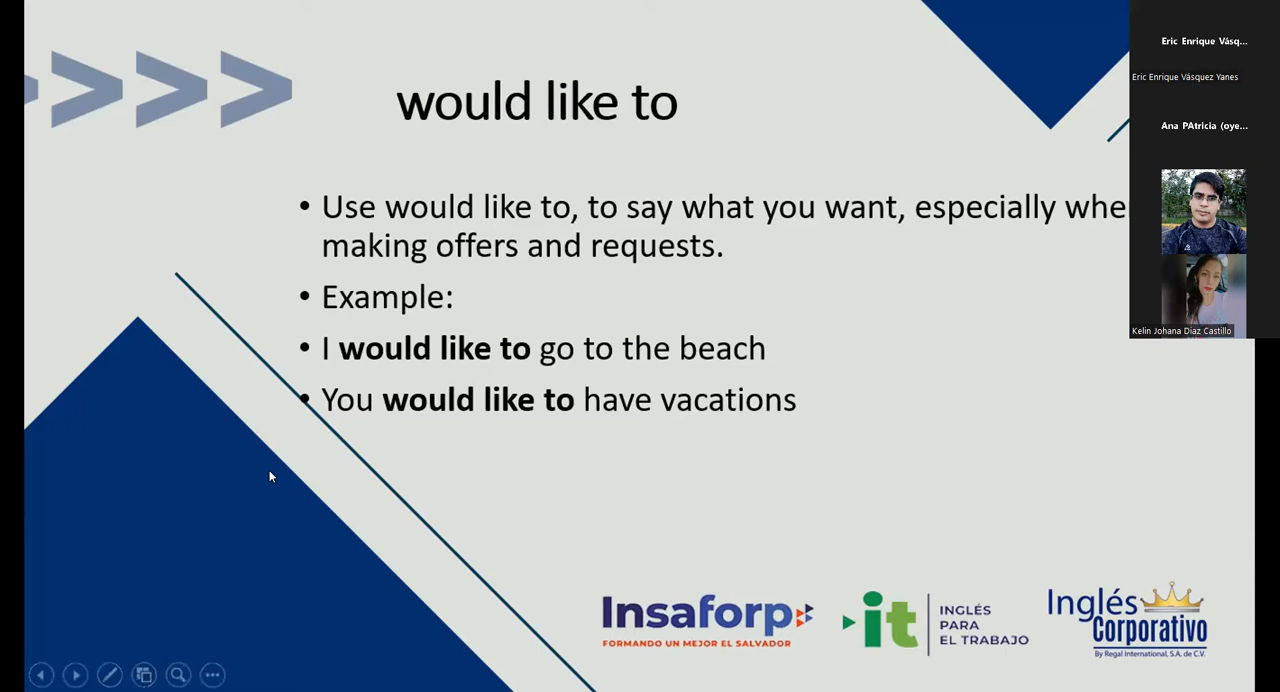 would like to
• Use would like to, to say what you want, especially whe
making offers and requests.
• Example:
• I would like to go to the beach
• You would like to have vacations
Eric Enrique Vásq...
Eric Enrique Vásquez Yanes
Ana PAtricia (oye...
Kelin Johana Diaz Castillo
Insaforp
FORMANDO UN MEJOR EL SALVADOR
it
INGLÉS
PARA
EL TRABAJO
Inglés
Corporativo
By Regal International, S.A. de C.V.